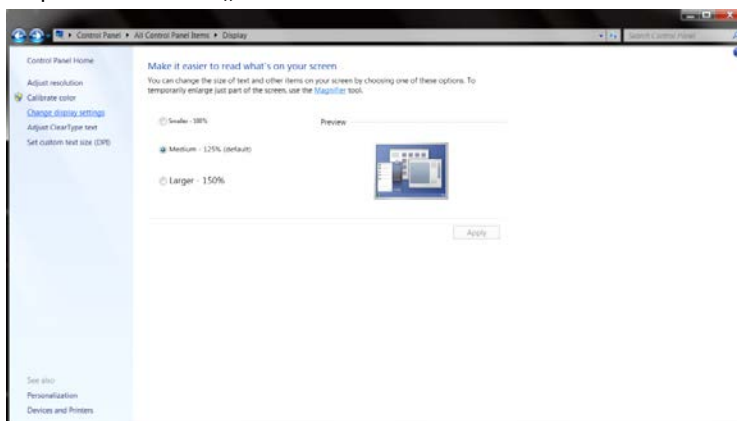 Control Panel ▸ All Control Panel Items ▸ Display
Search Control Panel
Control Panel Home
Adjust resolution
Calibrate color
Change display settings
Adjust ClearType text
Set custom text size (DPI)
Make it easier to read what's on your screen
You can change the size of text and other items on your screen by choosing one of these options. To
temporarily enlarge just part of the screen, use the Magnifier tool.
Smaller - 100%
Preview
Medium - 125% (default)
Larger - 150%
Apply
See also
Personalization
Devices and Printers